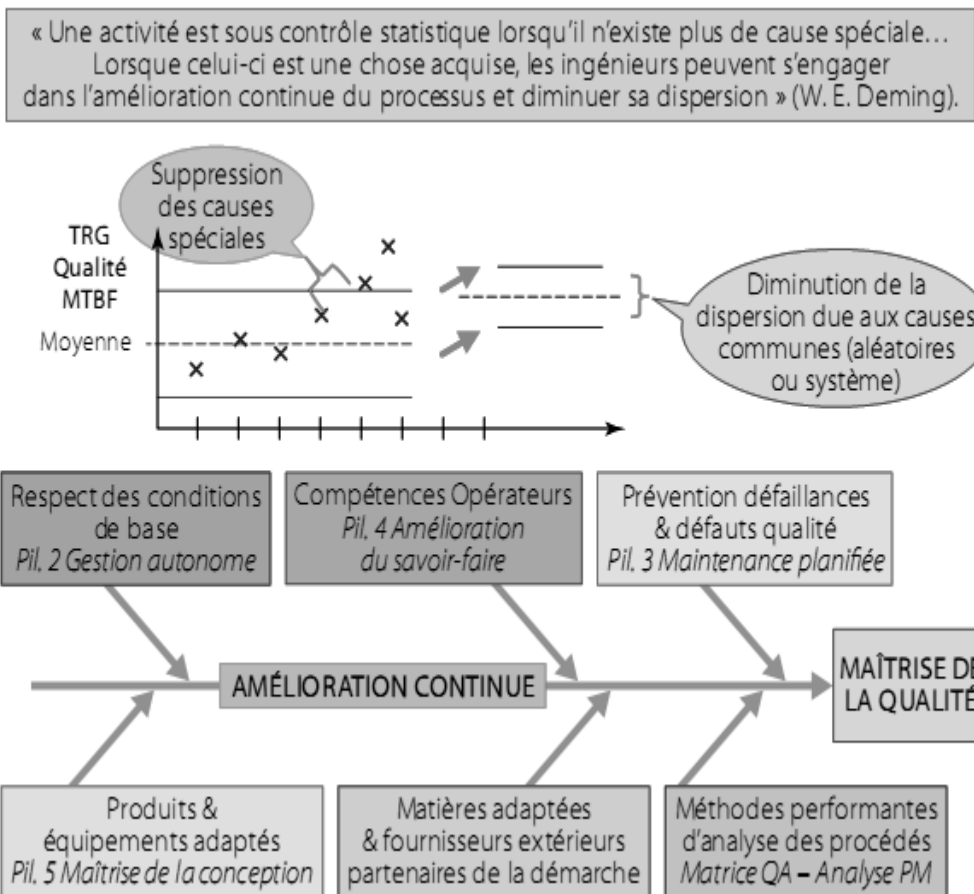 « Une activité est sous contrôle statistique lorsqu'il n'existe plus de cause spéciale…
Lorsque celui-ci est une chose acquise, les ingénieurs peuvent s'engager
dans l'amélioration continue du processus et diminuer sa dispersion » (W. E. Deming).
Suppression
des causes
spéciales
TRG
Qualité
MTBF
Moyenne
Diminution de la
dispersion due aux causes
communes (aléatoires
ou système)
Respect des conditions
de base
Pil. 2 Gestion autonome
Compétences Opérateurs
Pil. 4 Amélioration
du savoir-faire
Prévention défaillances
& défauts qualité
Pil. 3 Maintenance planifiée
AMÉLIORATION CONTINUE
MAÎTRISE DE
LA QUALITÉ
Produits &
équipements adaptés
Pil. 5 Maîtrise de la conception
Matières adaptées
& fournisseurs extérieurs
partenaires de la démarche
Méthodes performantes
d'analyse des procédés
Matrice QA – Analyse PM